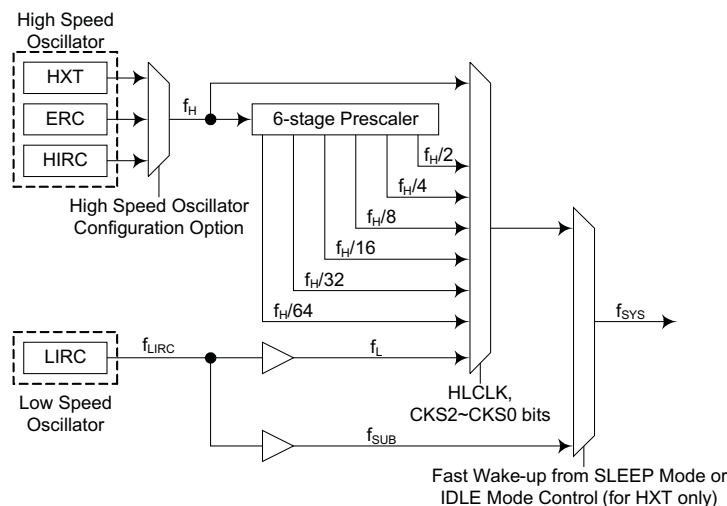 High Speed
Oscillator
HXT
ERC
HIRC
fH
6-stage Prescaler
High Speed Oscillator
Configuration Option
fH/2
fH/4
fH/8
fH/16
fH/32
fH/64
LIRC
fLIRC
fL
Low Speed
Oscillator
HLCLK,
CKS2~CKS0 bits
fSUB
fSYS
Fast Wake-up from SLEEP Mode or
IDLE Mode Control (for HXT only)